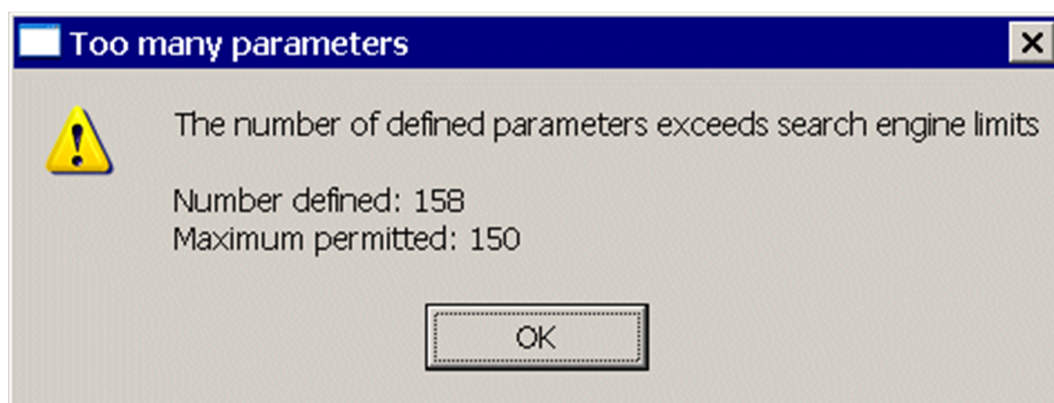 Too many parameters
The number of defined parameters exceeds search engine limits
Number defined: 158
Maximum permitted: 150
OK